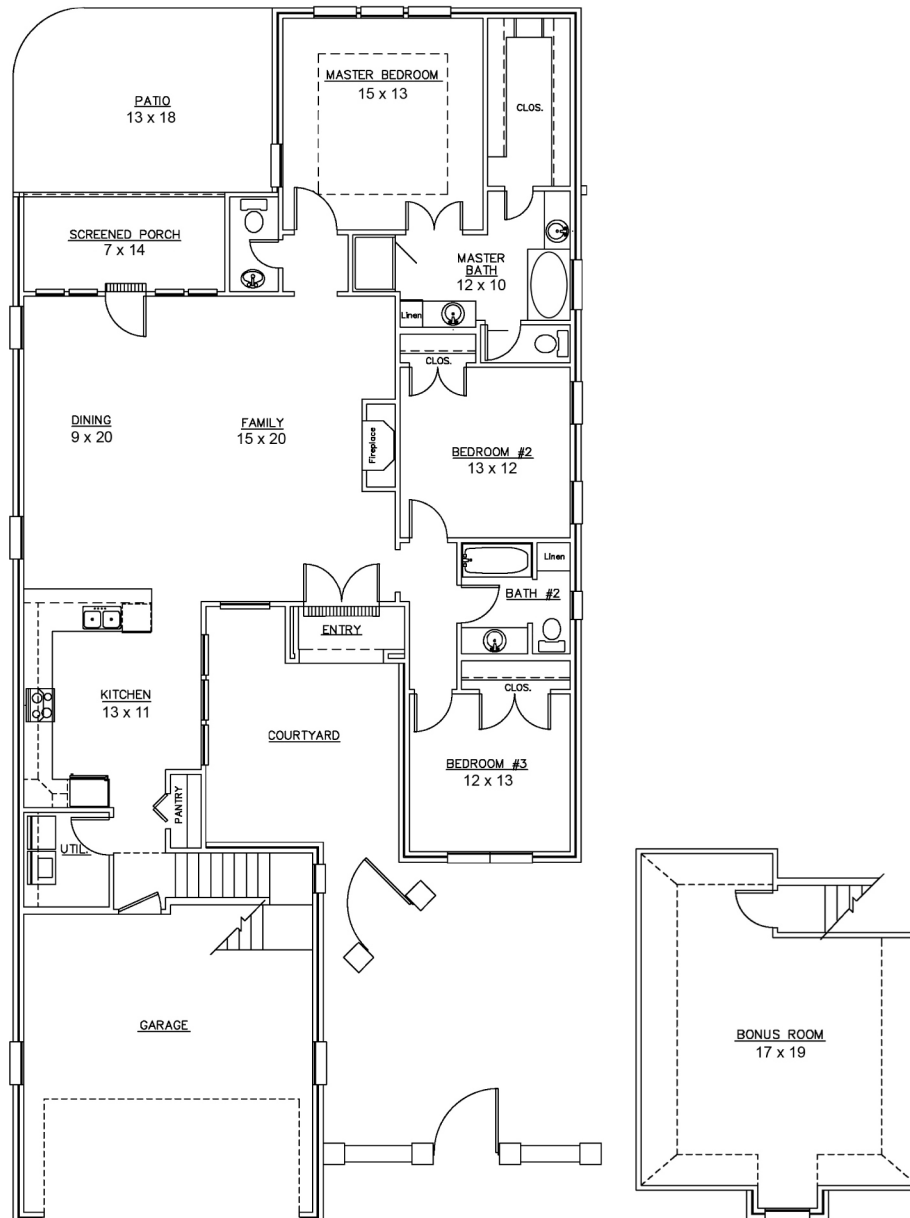 MASTER BEDROOM
15 x 13
PATIO
13 x 18
CLOS.
SCREENED PORCH
7 x 14
MASTER
BATH
12 x 10
Linen
CLOS.
DINING
9 x 20
FAMILY
15 x 20
Fireplace
BEDROOM #2
13 x 12
Linen
BATH #2
ENTRY
KITCHEN
13 x 11
CLOS.
COURTYARD
BEDROOM #3
12 x 13
PANTRY
UTIL.
GARAGE
BONUS ROOM
17 x 19